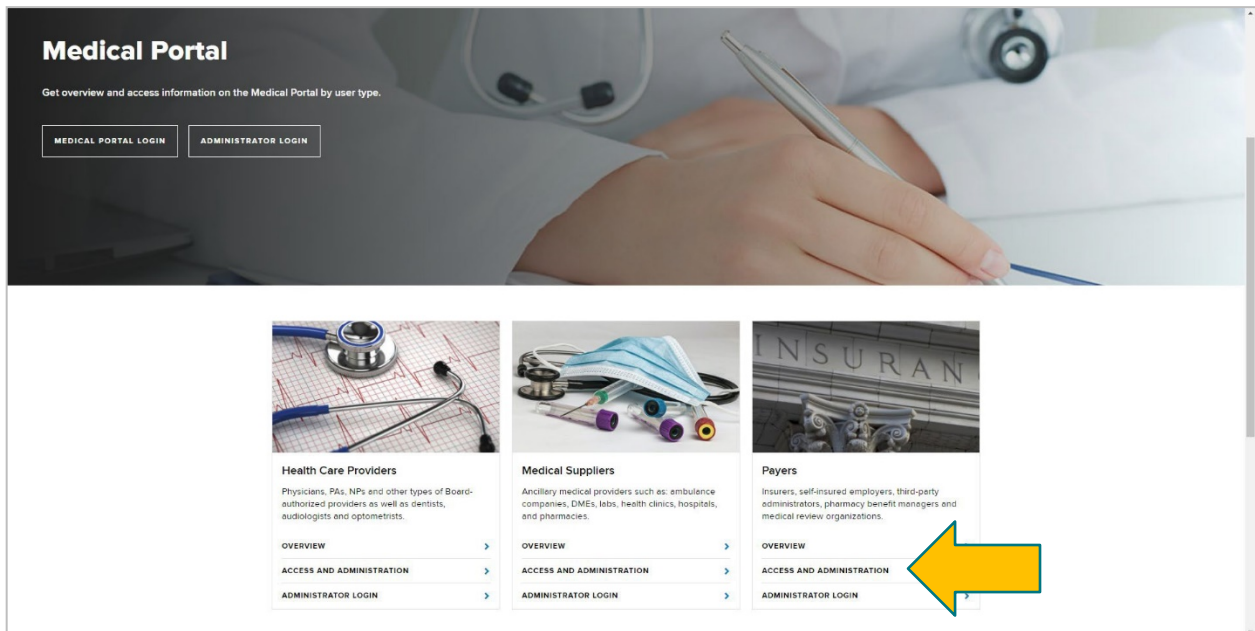 Medical Portal
Get overview and access information on the Medical Portal by user type.
MEDICAL PORTAL LOGIN
ADMINISTRATOR LOGIN
INSURAN
Health Care Providers
Physicians, PAs, NPs and other types of Board-
authorized providers as well as dentists,
audiologists and optometrists.
OVERVIEW
ACCESS AND ADMINISTRATION
ADMINISTRATOR LOGIN
Medical Suppliers
Ancillary medical providers such as: ambulance
companies, DMEs, labs, health clinics, hospitals,
and pharmacies.
OVERVIEW
ACCESS AND ADMINISTRATION
ADMINISTRATOR LOGIN
Payers
Insurers, self-insured employers, third-party
administrators, pharmacy benefit managers and
medical review organizations.
OVERVIEW
ACCESS AND ADMINISTRATION
ADMINISTRATOR LOGIN